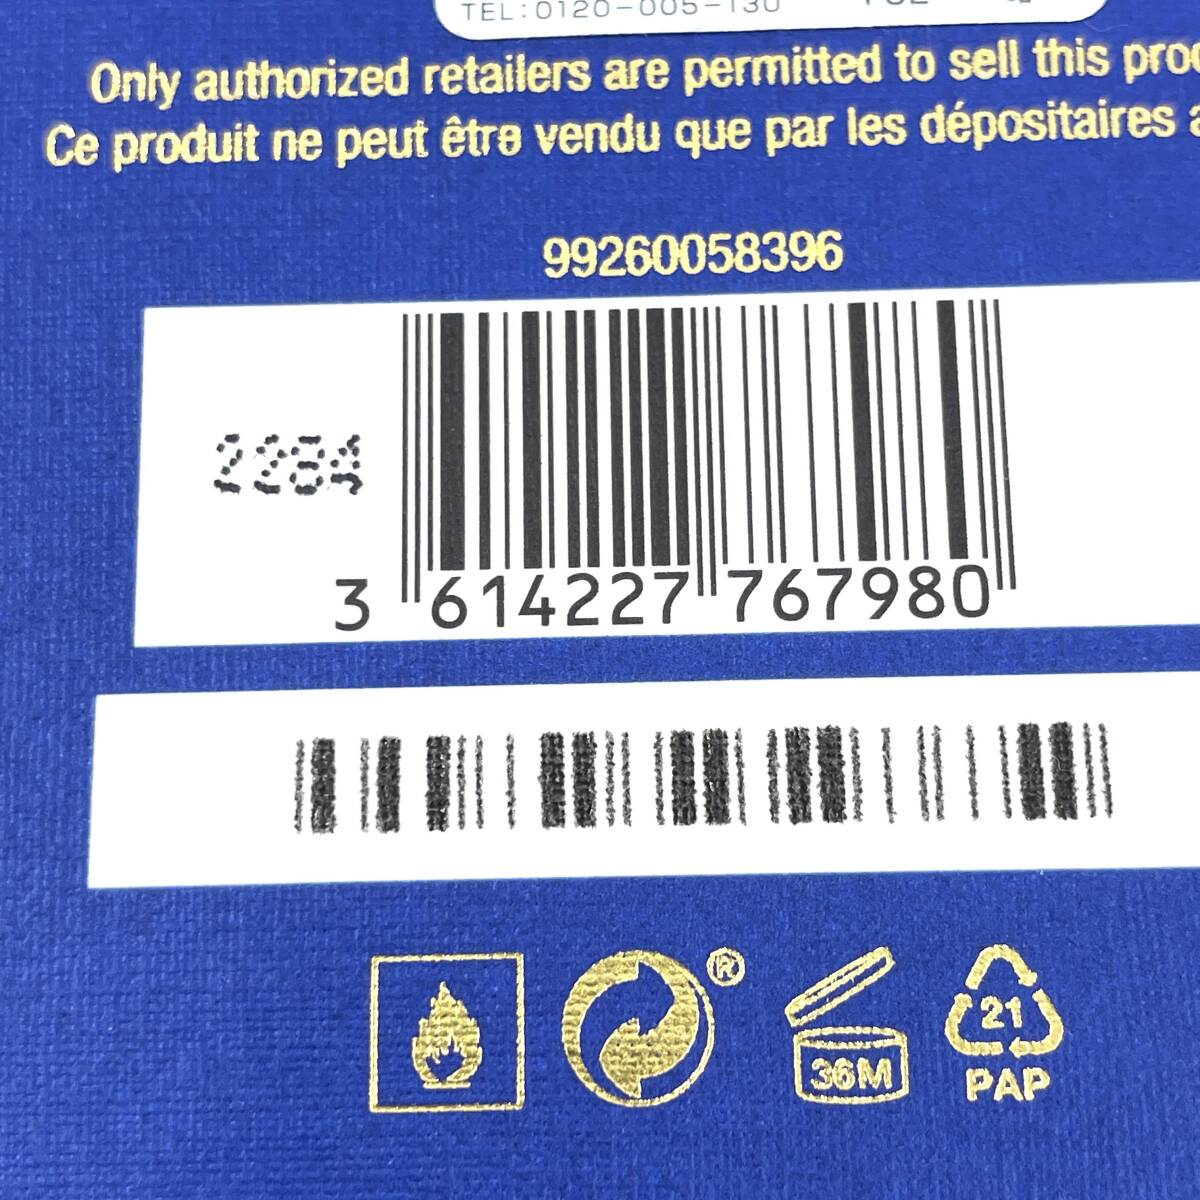 TEL:0120-005-130
Only authorized retailers are permitted to sell this
Ce produit ne peut être vendu que par les dépositaires
99260058396
2284
3 614227 767980
®
36M
21
PAP